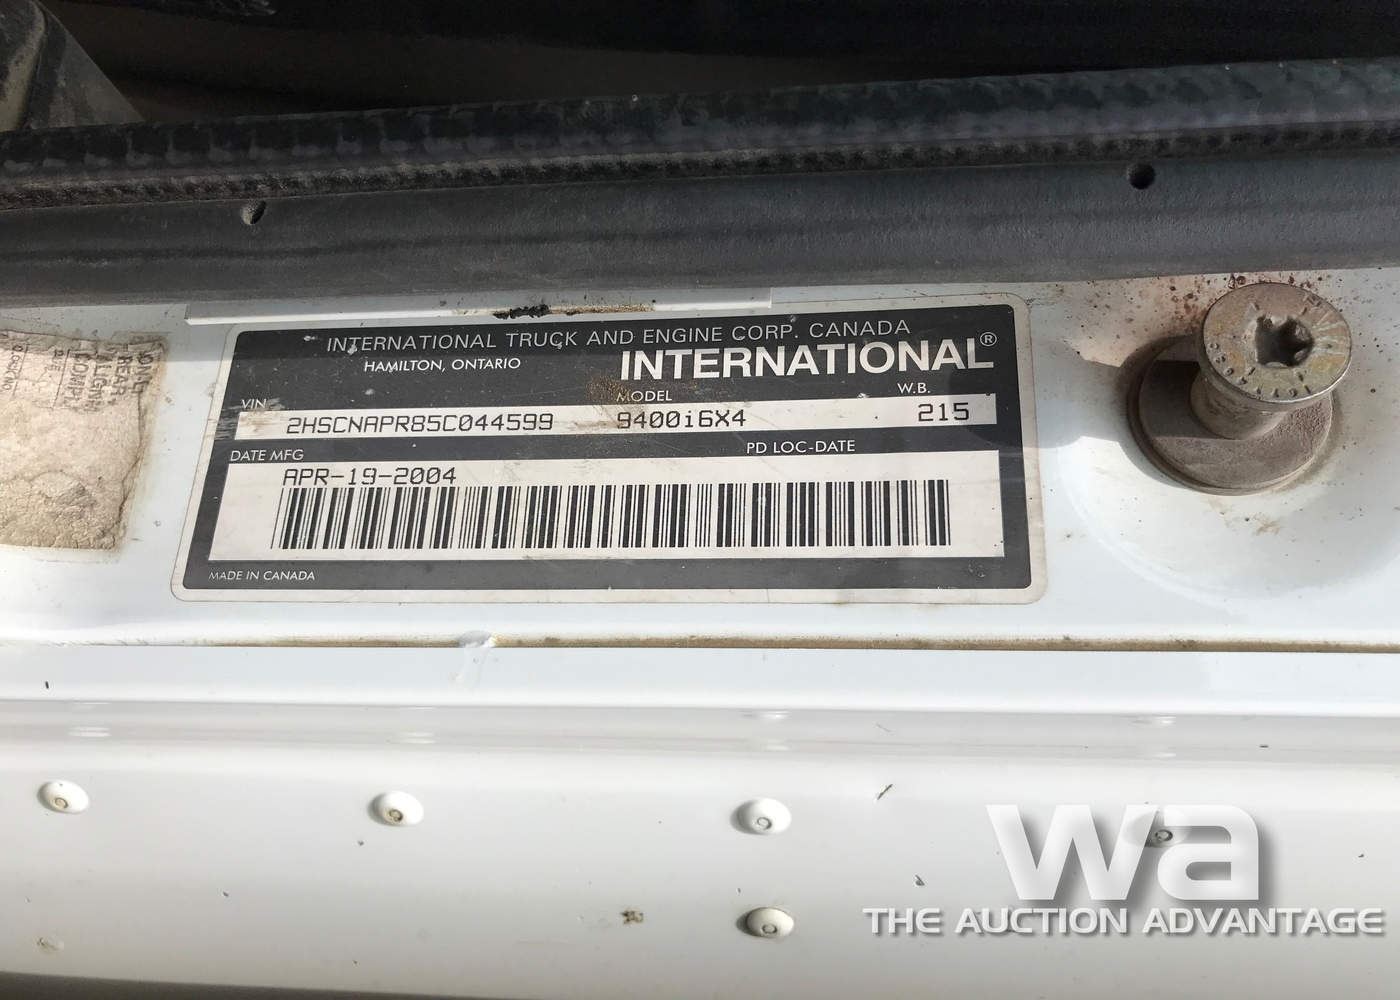 INTERNATIONAL TRUCK AND ENGINE CORP. CANADA
HAMILTON, ONTARIO
INTERNATIONAL®
VIN MODEL W.B.
2HSCNAPR85C044599 9400i6X4 215
DATE MFG PD LOC-DATE
APR-19-2004
MADE IN CANADA
wa
THE AUCTION ADVANTAGE